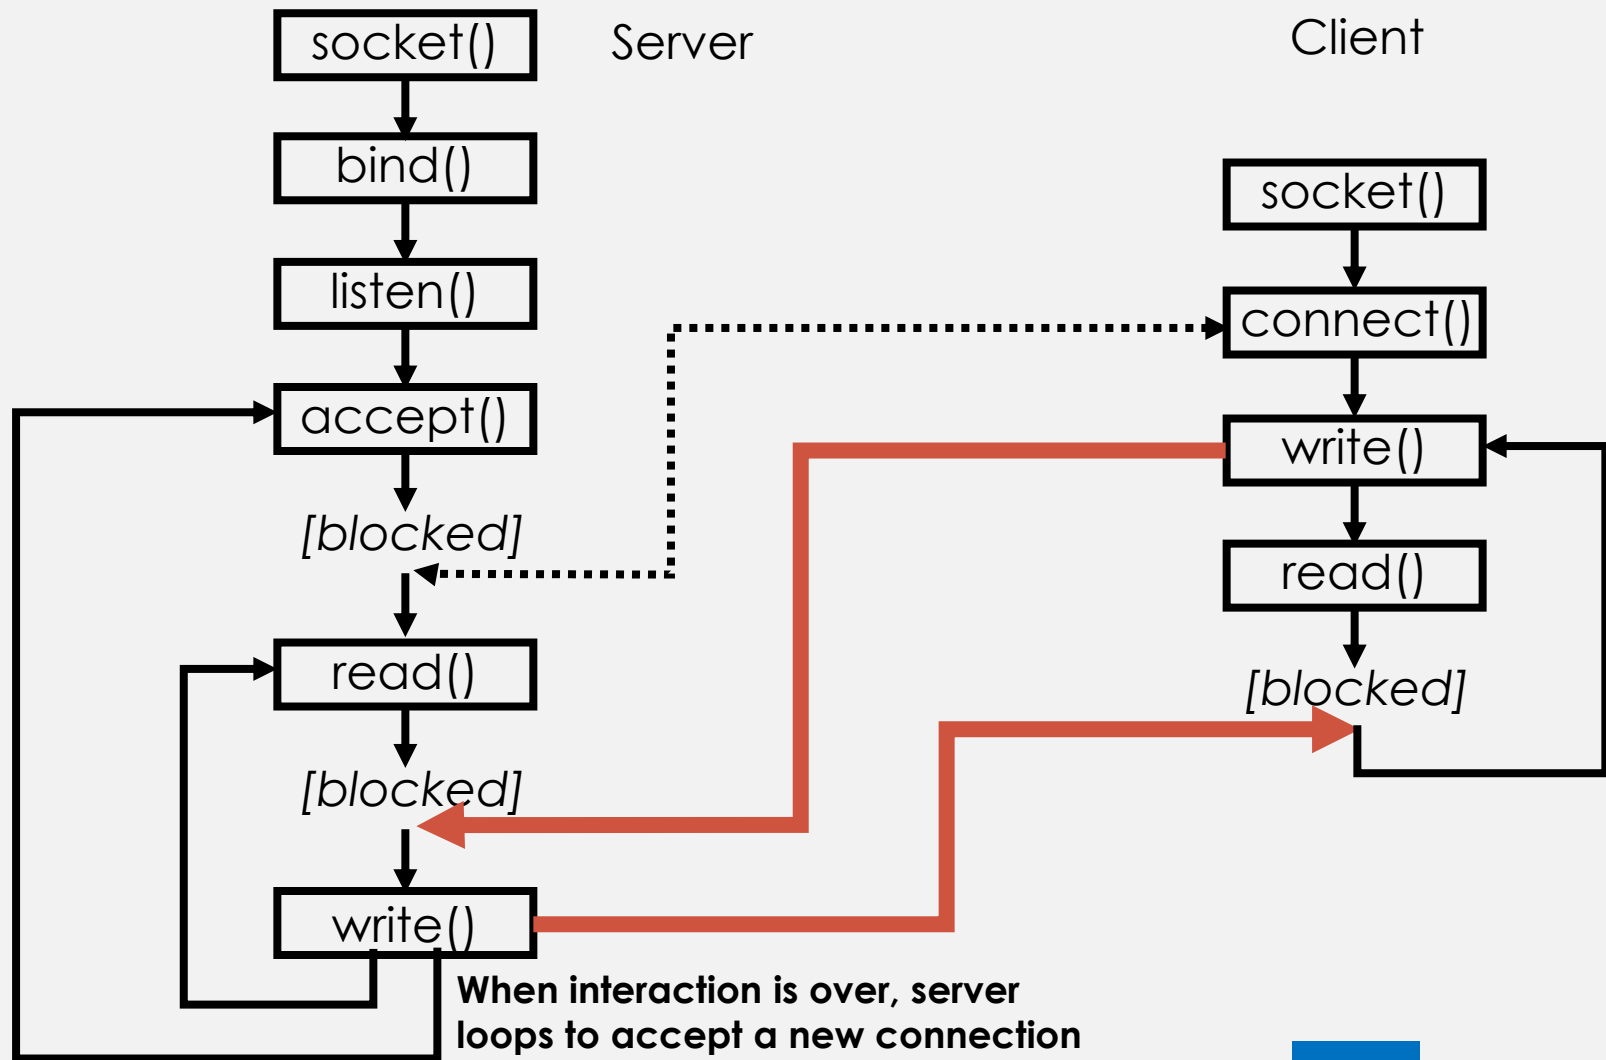 Server
socket()
bind()
listen()
accept()
[blocked]
read()
[blocked]
write()
When interaction is over, server
loops to accept a new connection
Client
socket()
connect()
write()
read()
[blocked]